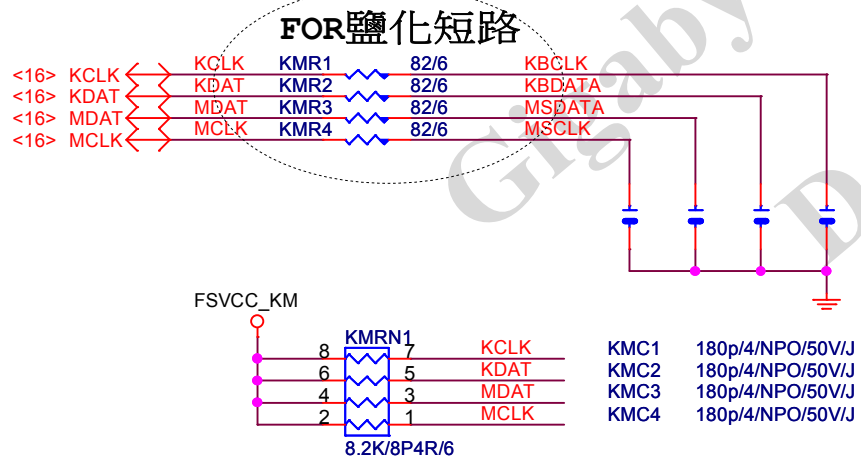 FOR鹽化短路
<16> KCLK KCLK KMR1 82/6 KBCLK
<16> KDAT KDAT KMR2 82/6 KBDATA
<16> MDAT MDAT KMR3 82/6 MSDATA
<16> MCLK MCLK KMR4 82/6 MSCLK
Gigaby
D
FSVCC_KM
KMRN1
8 7 KCLK KMC1 180p/4/NPO/50V/J
6 5 KDAT KMC2 180p/4/NPO/50V/J
4 3 MDAT KMC3 180p/4/NPO/50V/J
2 1 MCLK KMC4 180p/4/NPO/50V/J
8.2K/8P4R/6